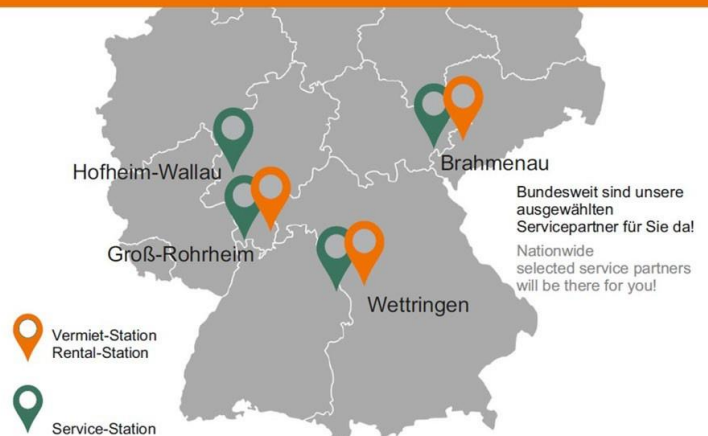 Brahmenau
Hofheim-Wallau
Bundesweit sind unsere
ausgewählten
Servicepartner für Sie da!
Nationwide
selected service partners
will be there for you!
Groß-Rohrheim
Wettringen
Vermiet-Station
Rental-Station
Service-Station